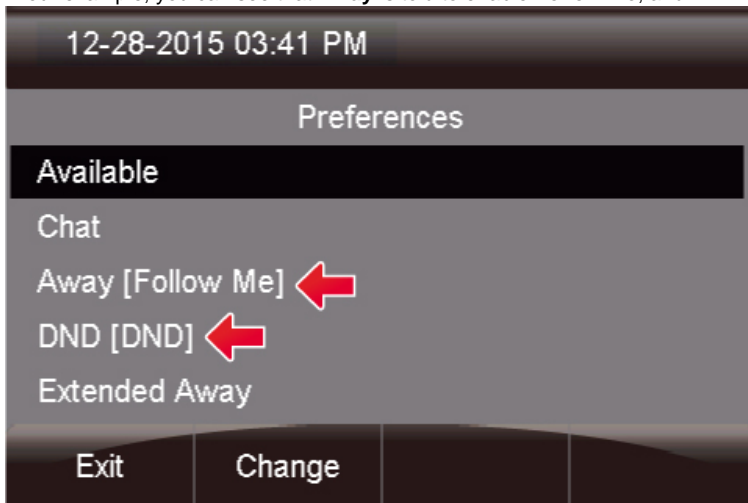 12-28-2015 03:41 PM
Preferences
Available
Chat
Away [Follow Me]
DND [DND]
Extended Away
Exit Change